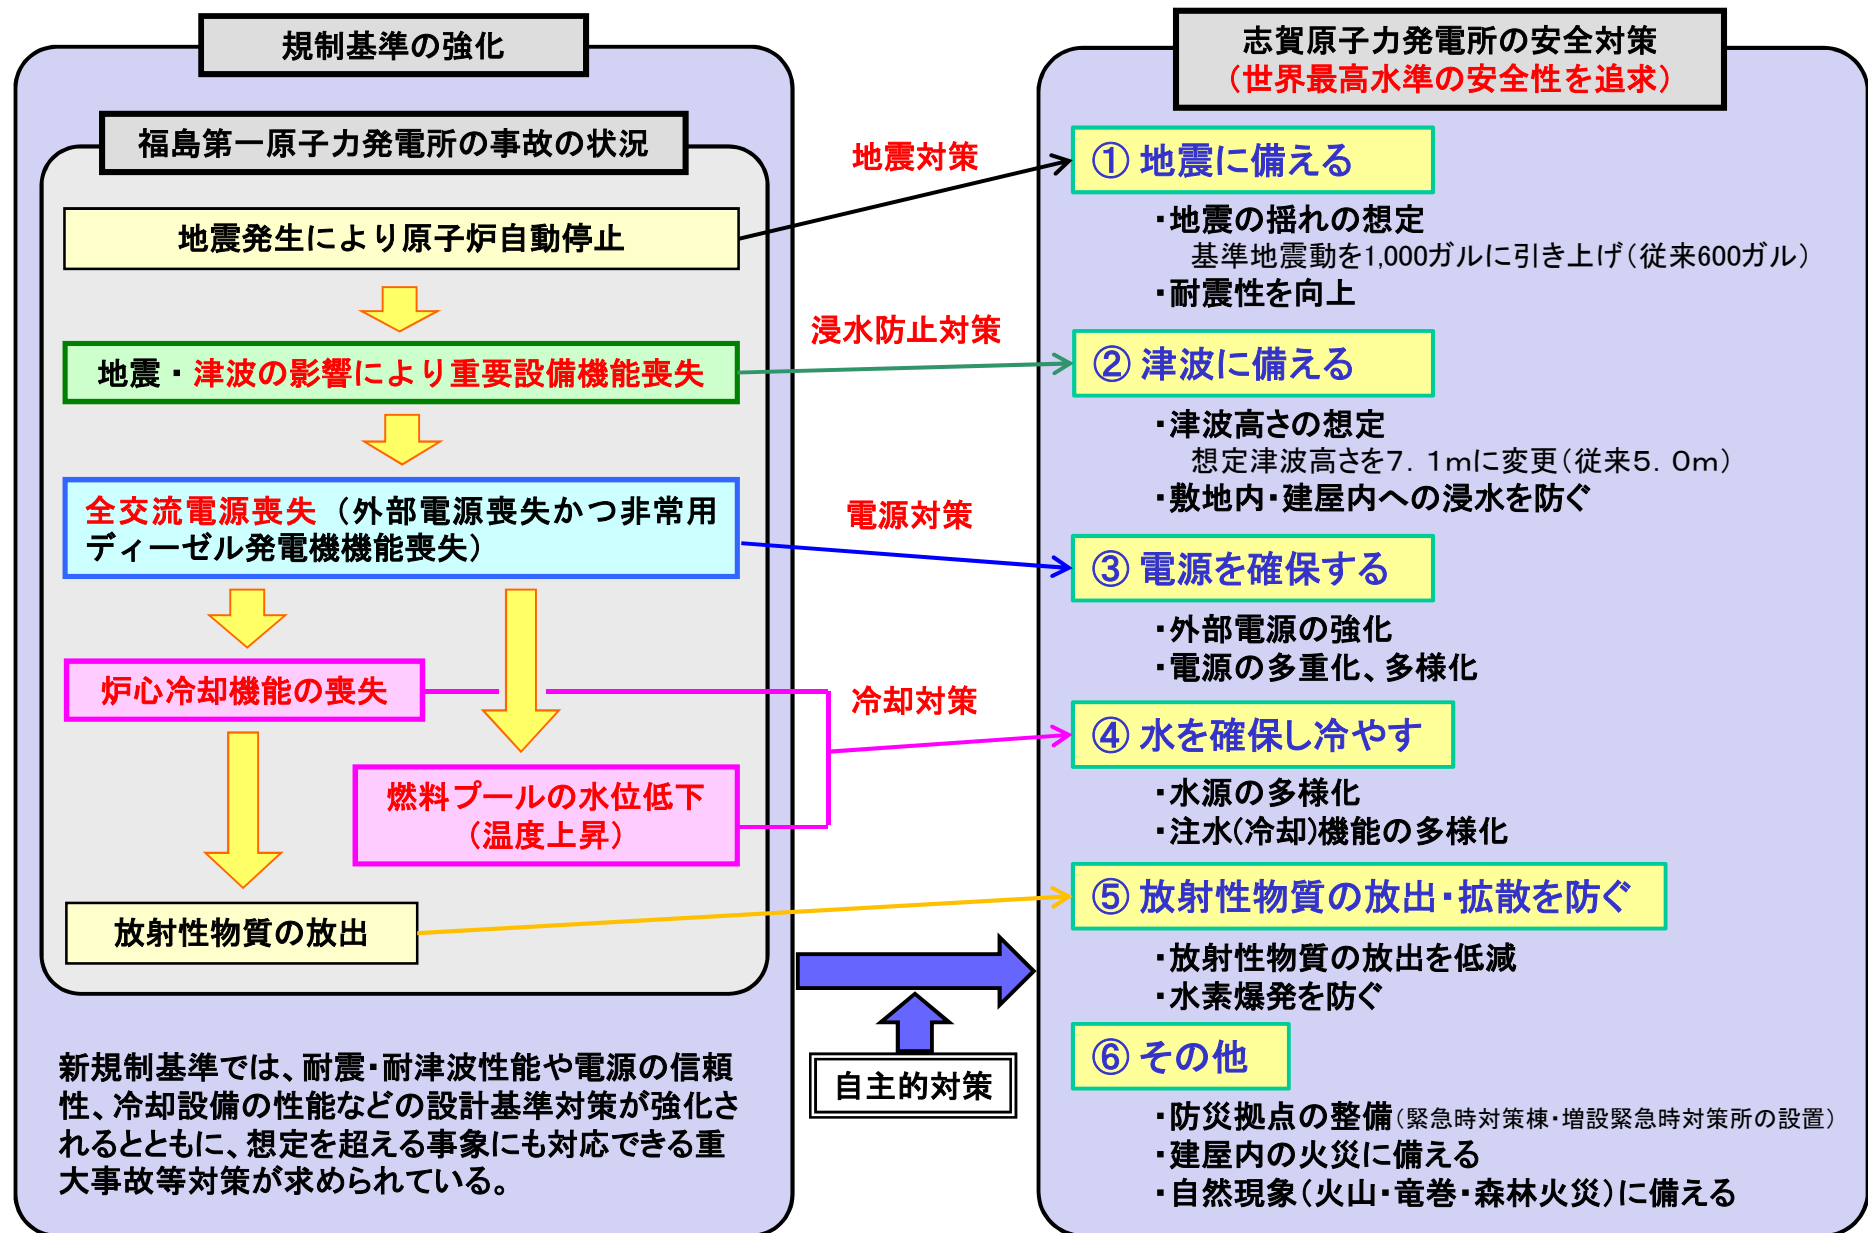 規制基準の強化
福島第一原子力発電所の事故の状況
地震発生により原子炉自動停止
地震・津波の影響により重要設備機能喪失
全交流電源喪失（外部電源喪失かつ非常用
ディーゼル発電機機能喪失）
炉心冷却機能の喪失
燃料プールの水位低下
（温度上昇）
放射性物質の放出
新規制基準では、耐震・耐津波性能や電源の信頼
性、冷却設備の性能などの設計基準対策が強化さ
れるとともに、想定を超える事象にも対応できる重
大事故等対策が求められている。
地震対策
浸水防止対策
電源対策
冷却対策
自主的対策
志賀原子力発電所の安全対策
（世界最高水準の安全性を追求）
① 地震に備える
・地震の揺れの想定
基準地震動を1,000ガルに引き上げ（従来600ガル）
・耐震性を向上
② 津波に備える
・津波高さの想定
想定津波高さを７．１ｍに変更（従来５．０ｍ）
・敷地内・建屋内への浸水を防ぐ
③ 電源を確保する
・外部電源の強化
・電源の多重化、多様化
④ 水を確保し冷やす
・水源の多様化
・注水(冷却)機能の多様化
⑤ 放射性物質の放出・拡散を防ぐ
・放射性物質の放出を低減
・水素爆発を防ぐ
⑥ その他
・防災拠点の整備（緊急時対策棟・増設緊急時対策所の設置）
・建屋内の火災に備える
・自然現象（火山・竜巻・森林火災）に備える